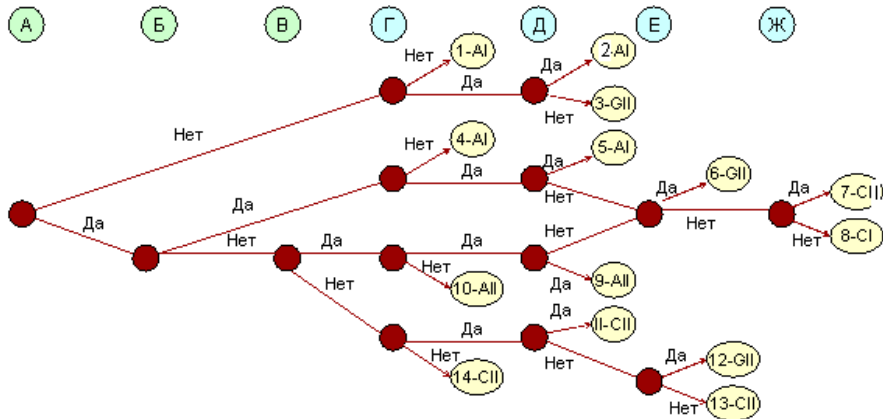 А Б В Г Д Е Ж
Нет 1-AI Да 2-AI
Да Нет 3-GII
Нет
Нет 4-AI Да 5-AI
Да Да Нет Да 6-GII Да 7-CII)
Нет Нет 8-CI
Да Нет Да Да Нет
Нет Нет 10-AII Да 9-AII
Да Да II-CII
Нет 14-CII Нет Да 12-GII
Нет 13-CII